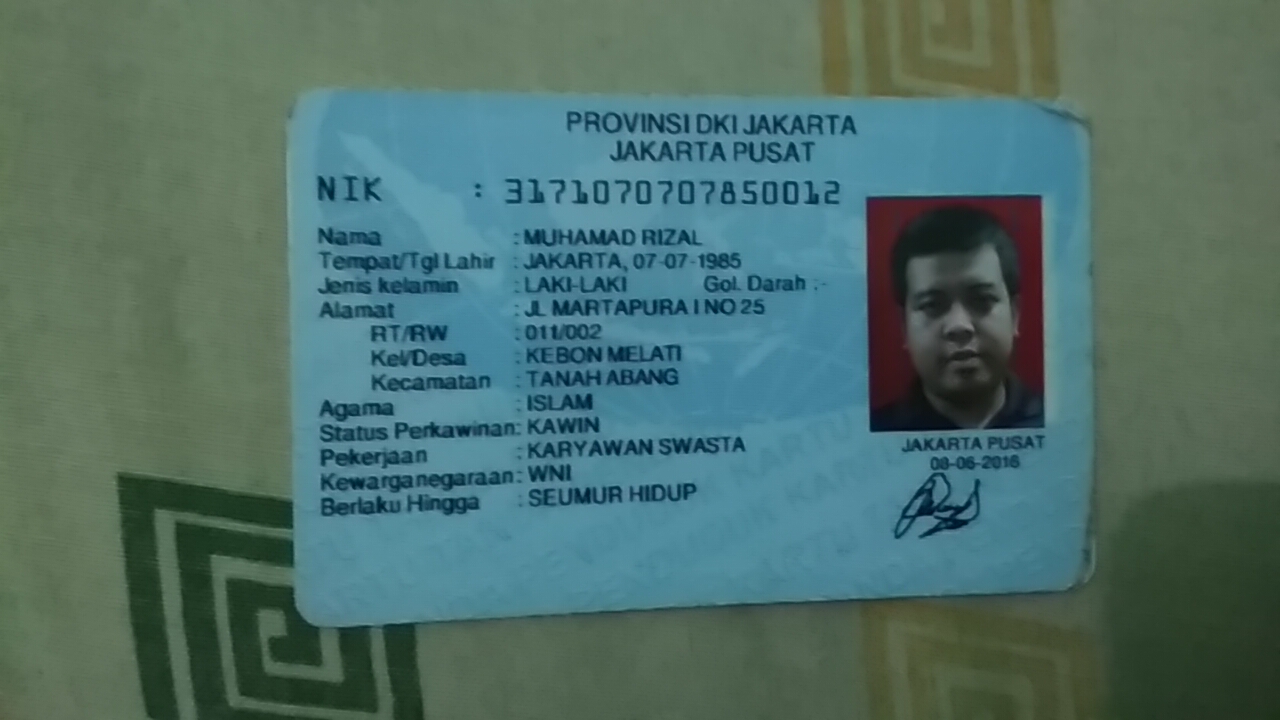 PROVINSI DKI JAKARTA
JAKARTA PUSAT
NIK : 3171070707850012
Nama : MUHAMAD RIZAL
Tempat/Tgl Lahir : JAKARTA, 07-07-1985
Jenis kelamin : LAKI-LAKI Gol. Darah : -
Alamat : JL MARTAPURA I NO 25
RT/RW : 011/002
Kel/Desa : KEBON MELATI
Kecamatan : TANAH ABANG
Agama : ISLAM
Status Perkawinan: KAWIN
Pekerjaan : KARYAWAN SWASTA
Kewarganegaraan: WNI
Berlaku Hingga : SEUMUR HIDUP
JAKARTA PUSAT
08-06-2016